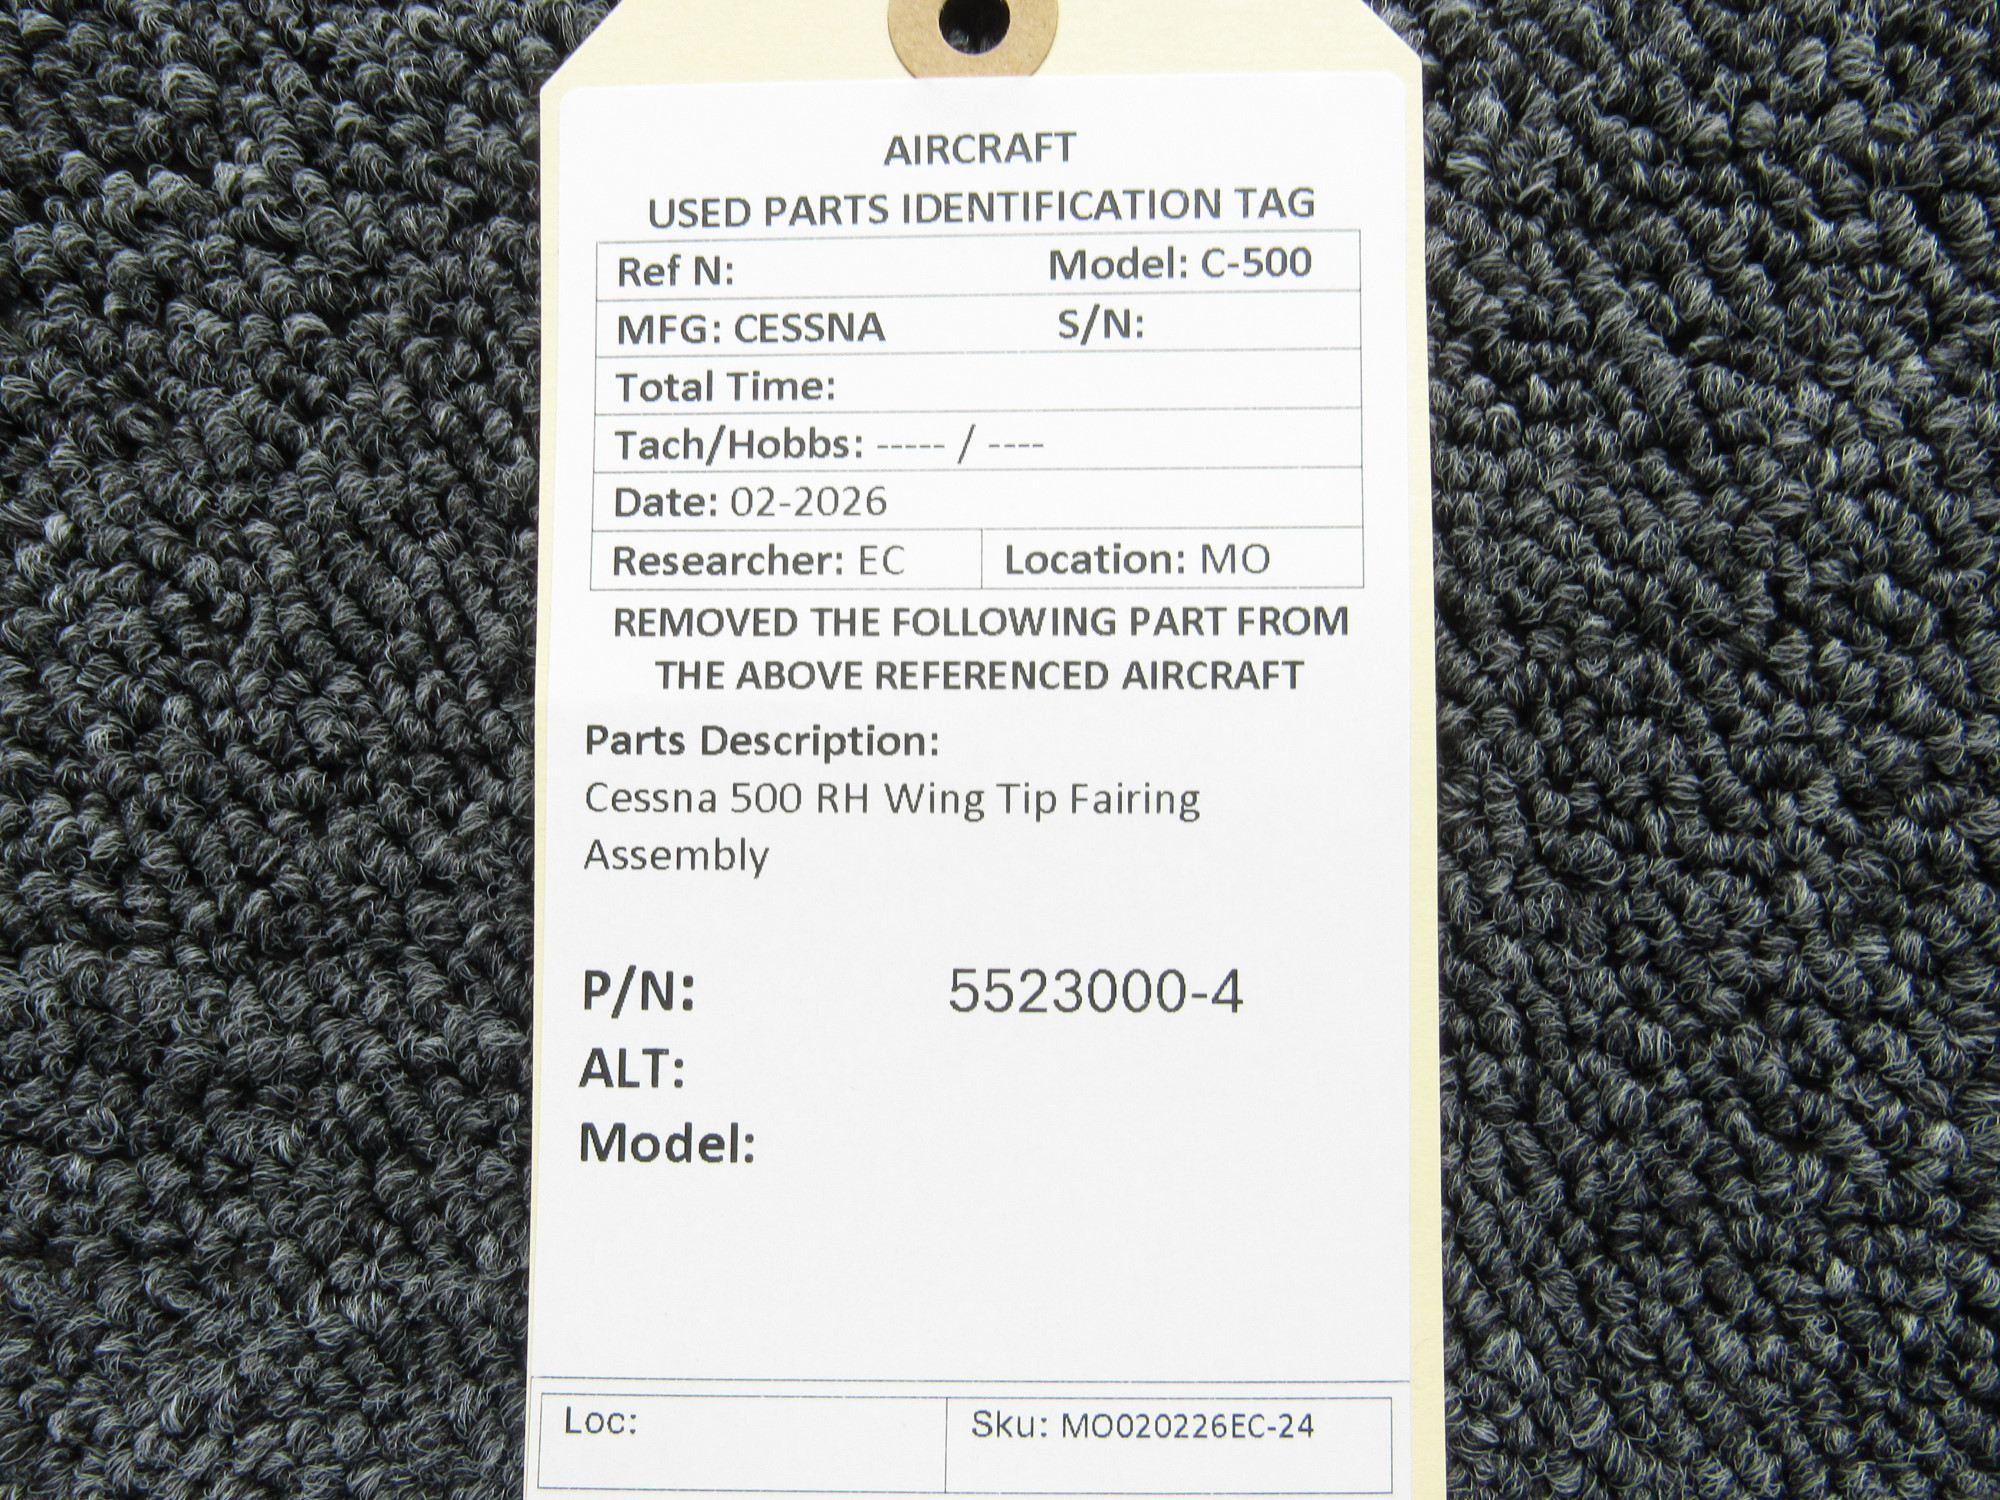 AIRCRAFT
USED PARTS IDENTIFICATION TAG
Ref N: Model: C-500
MFG: CESSNA S/N:
Total Time:
Tach/Hobbs: ----- / ----
Date: 02-2026
Researcher: EC Location: MO
REMOVED THE FOLLOWING PART FROM
THE ABOVE REFERENCED AIRCRAFT
Parts Description:
Cessna 500 RH Wing Tip Fairing
Assembly
P/N: 5523000-4
ALT:
Model:
Loc: Sku: MO020226EC-24